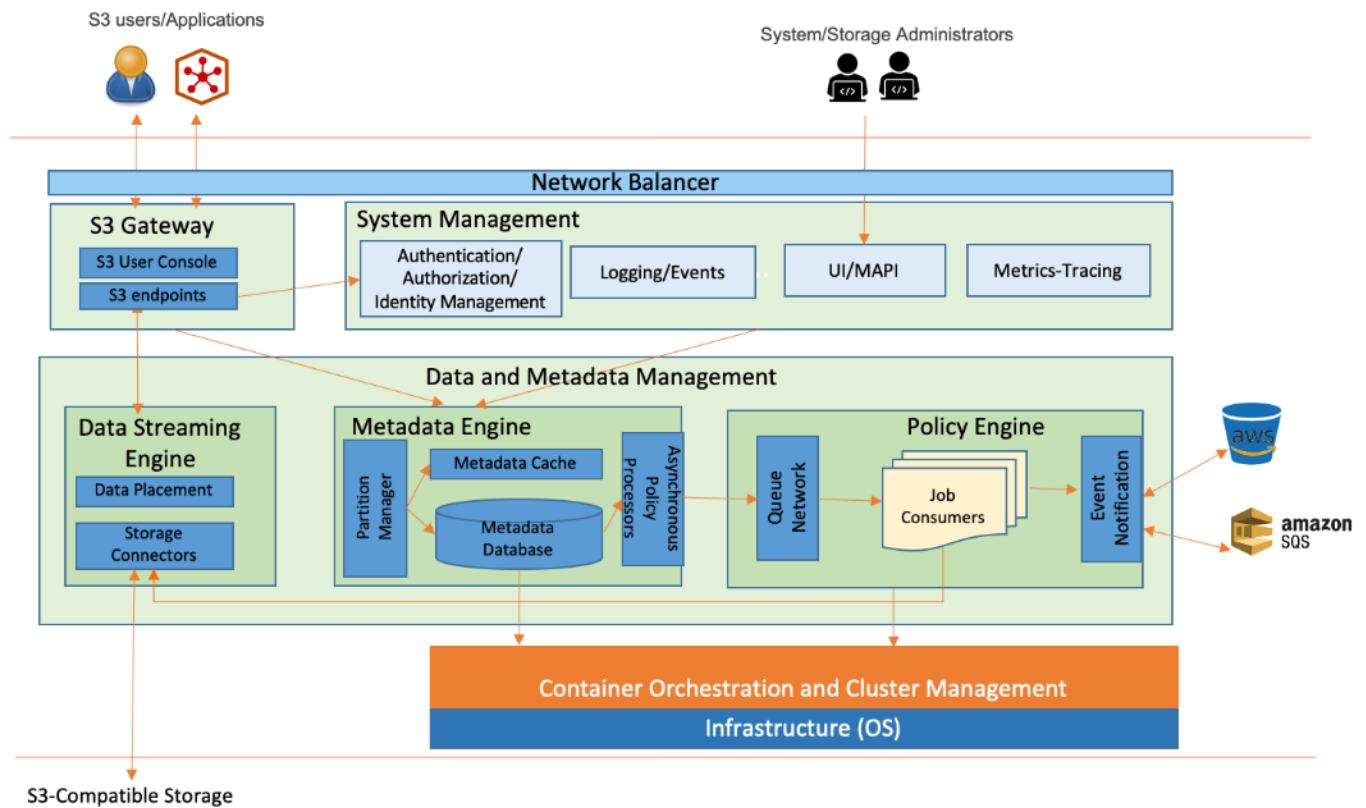 S3 users/Applications
System/Storage Administrators
</>
</>
Network Balancer
S3 Gateway
S3 User Console
S3 endpoints
System Management
Authentication/
Authorization/
Identity Management
Logging/Events
..
UI/MAPI
Metrics-Tracing
Data and Metadata Management
Data Streaming
Engine
Data Placement
Storage
Connectors
Metadata Engine
Partition
Manager
Metadata Cache
Metadata
Database
Asynchronous
Policy
Processors
Policy Engine
Queue
Network
Job
Consumers
Event
Notification
aws
amazon
SQS
Container Orchestration and Cluster Management
Infrastructure (OS)
S3-Compatible Storage